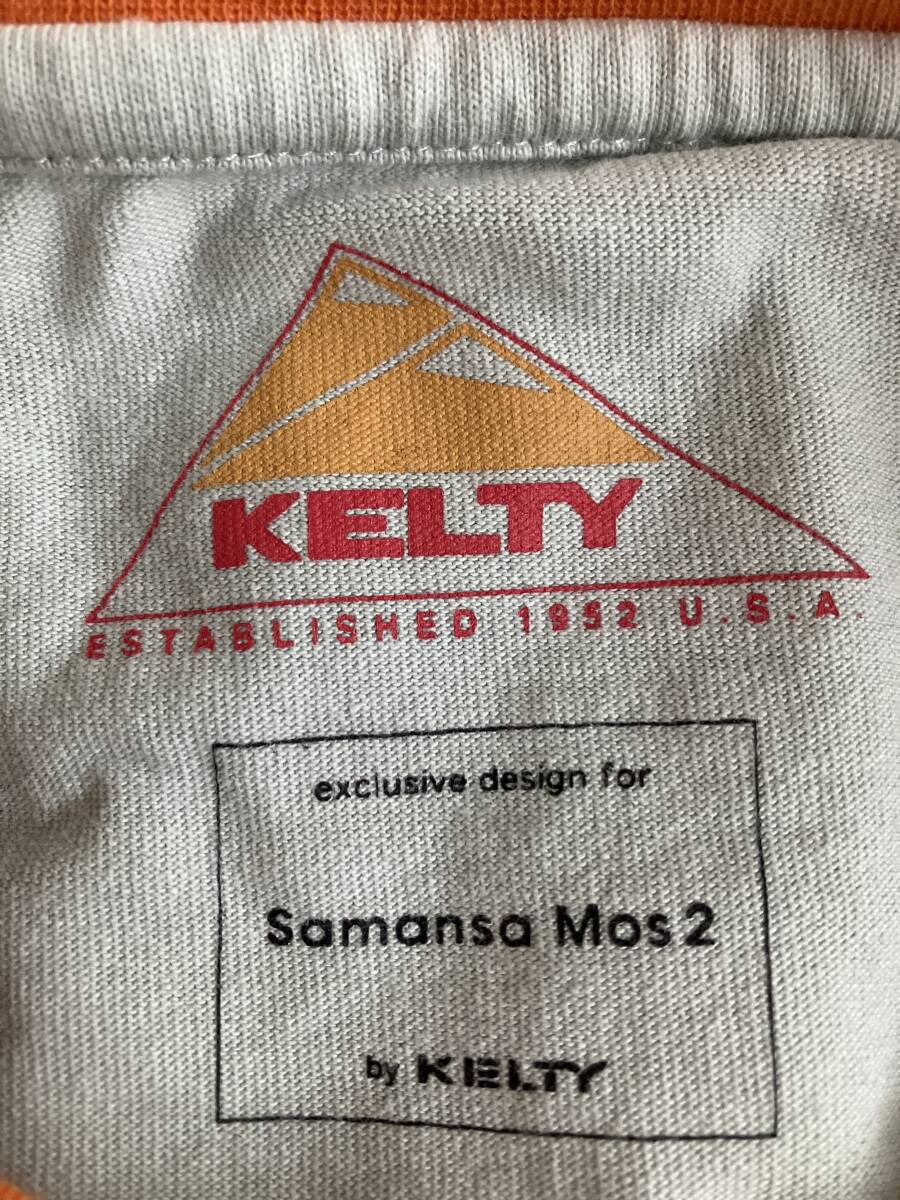 KELTY
ESTABLISHED 1952 U.S.A.
exclusive design for
Samansa Mos2
by KELTY